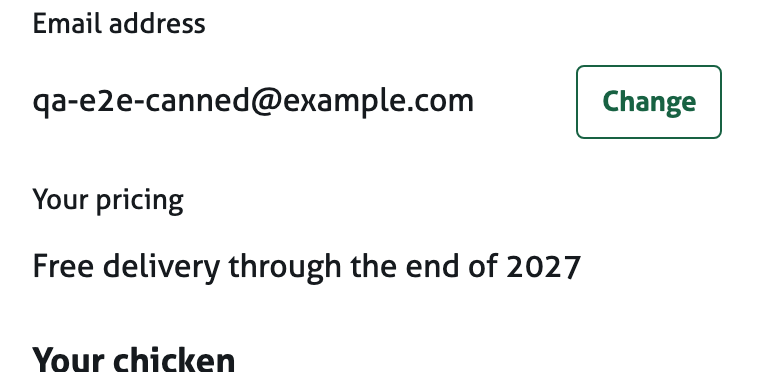 Email address
qa-e2e-canned@example.com
Change
Your pricing
Free delivery through the end of 2027
Your chicken